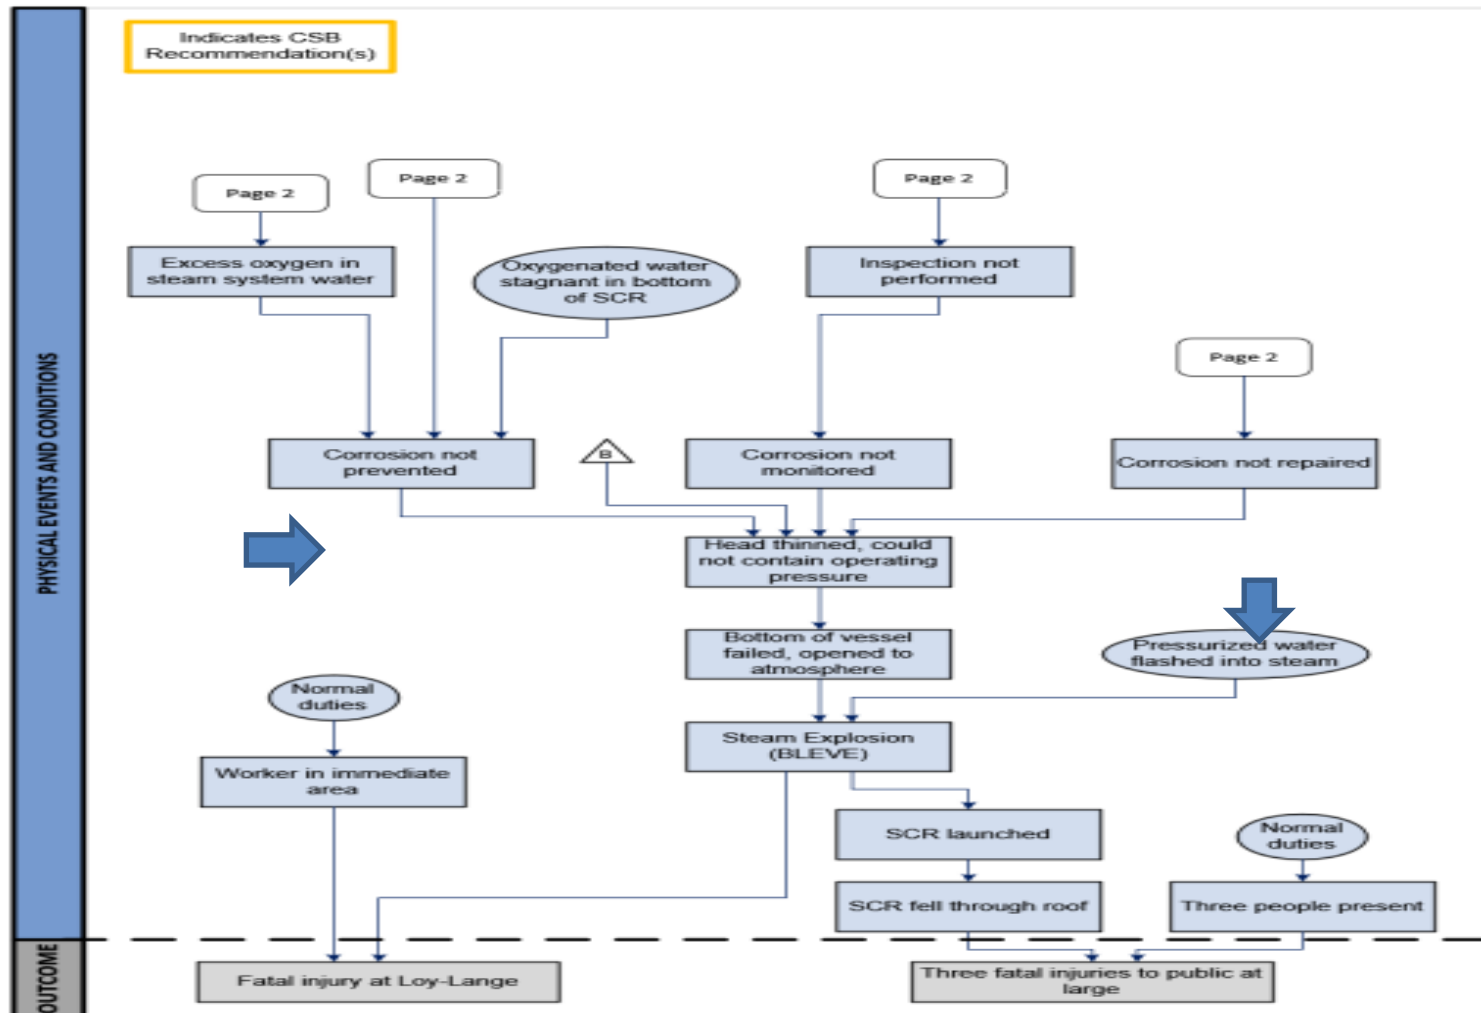 Indicates CSB
Recommendation(s)
Page 2
Page 2
Page 2
Excess oxygen in
steam system water
Oxygenated water
stagnant in bottom
of SCR
Inspection not
performed
Page 2
PHYSICAL EVENTS AND CONDITIONS
Corrosion not
prevented
B
Corrosion not
monitored
Corrosion not repaired
Head thinned, could
not contain operating
pressure
Bottom of vessel
failed, opened to
atmosphere
Pressurized water
flashed into steam
Normal
duties
Steam Explosion
(BLEVE)
Worker in immediate
area
SCR launched
Normal
duties
SCR fell through roof
Three people present
OUTCOME
Fatal injury at Loy-Lange
Three fatal injuries to public at
large